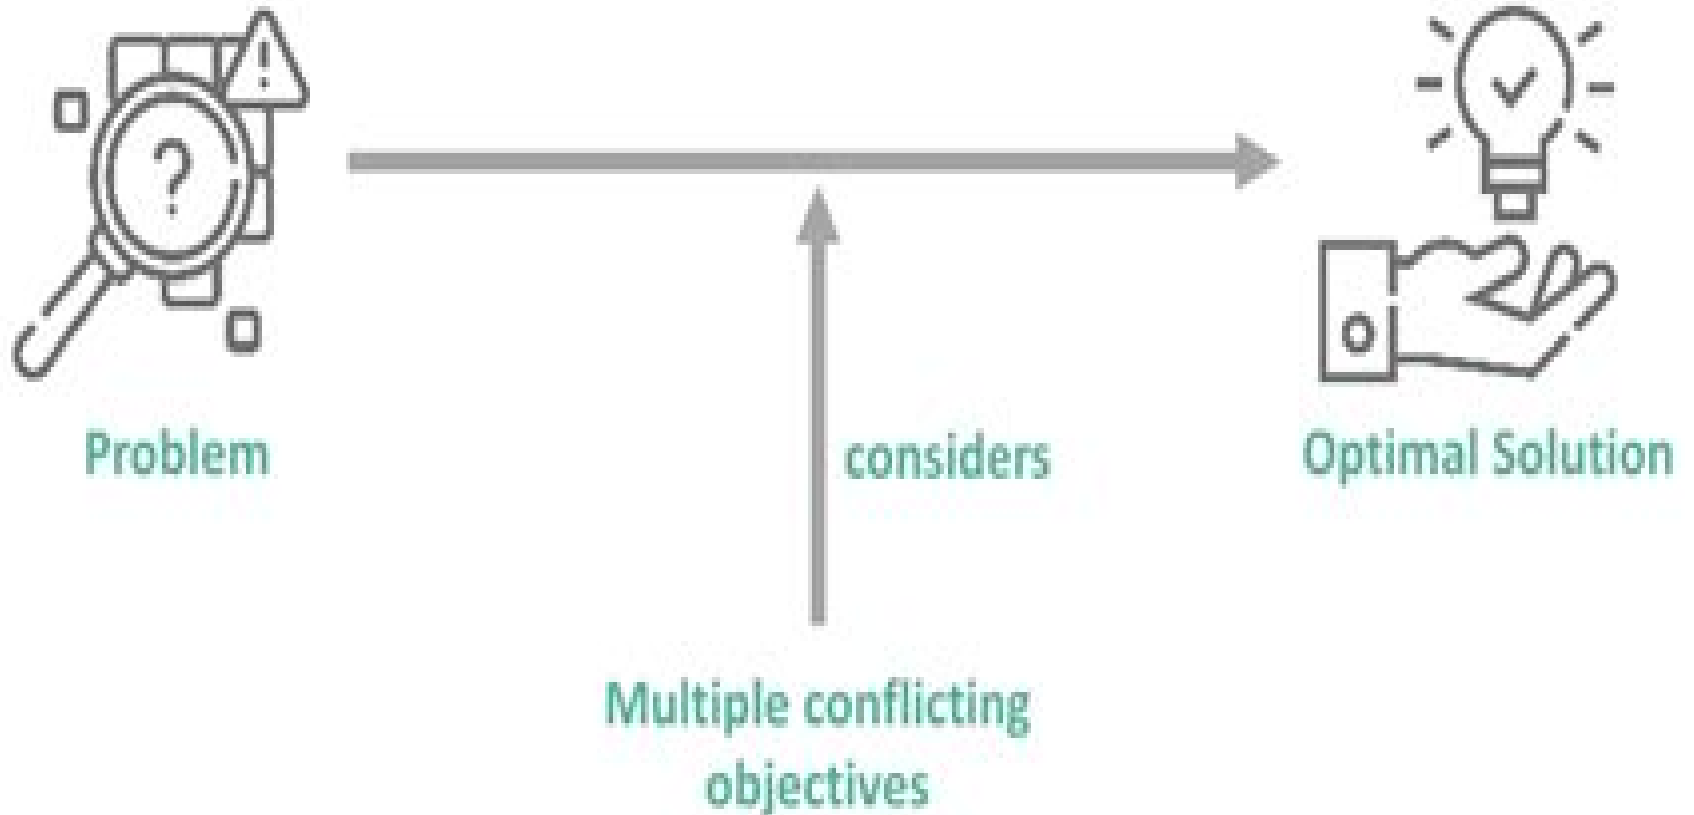 ?
Problem
considers
Optimal Solution
Multiple conflicting
objectives